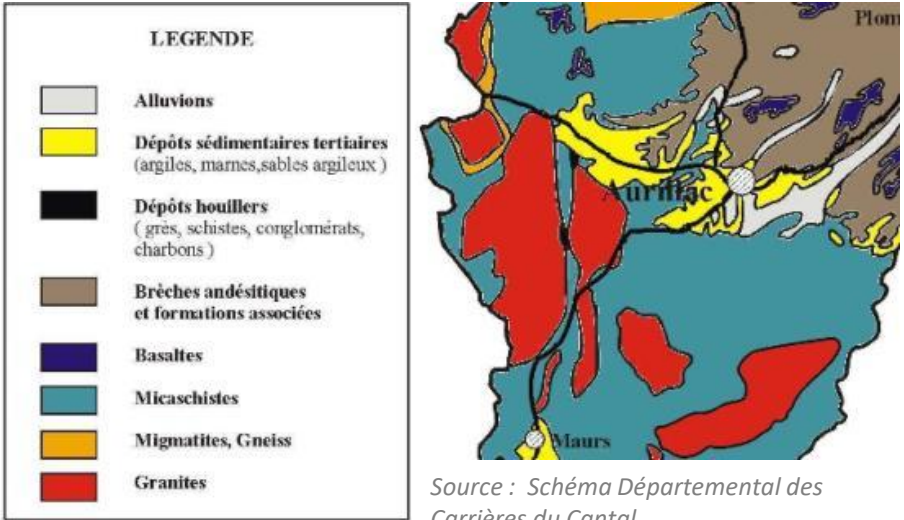 LEGENDE
Alluvions
Dépôts sédimentaires tertiaires
(argiles, marnes,sables argileux )
Dépôts houillers
( grès, schistes, conglomérats,
charbons )
Brèches andésitiques
et formations associées
Basaltes
Micaschistes
Migmatites, Gneiss
Granites
Plom
Aurillac
Maurs
Source : Schéma Départemental des
Carrières du Cantal